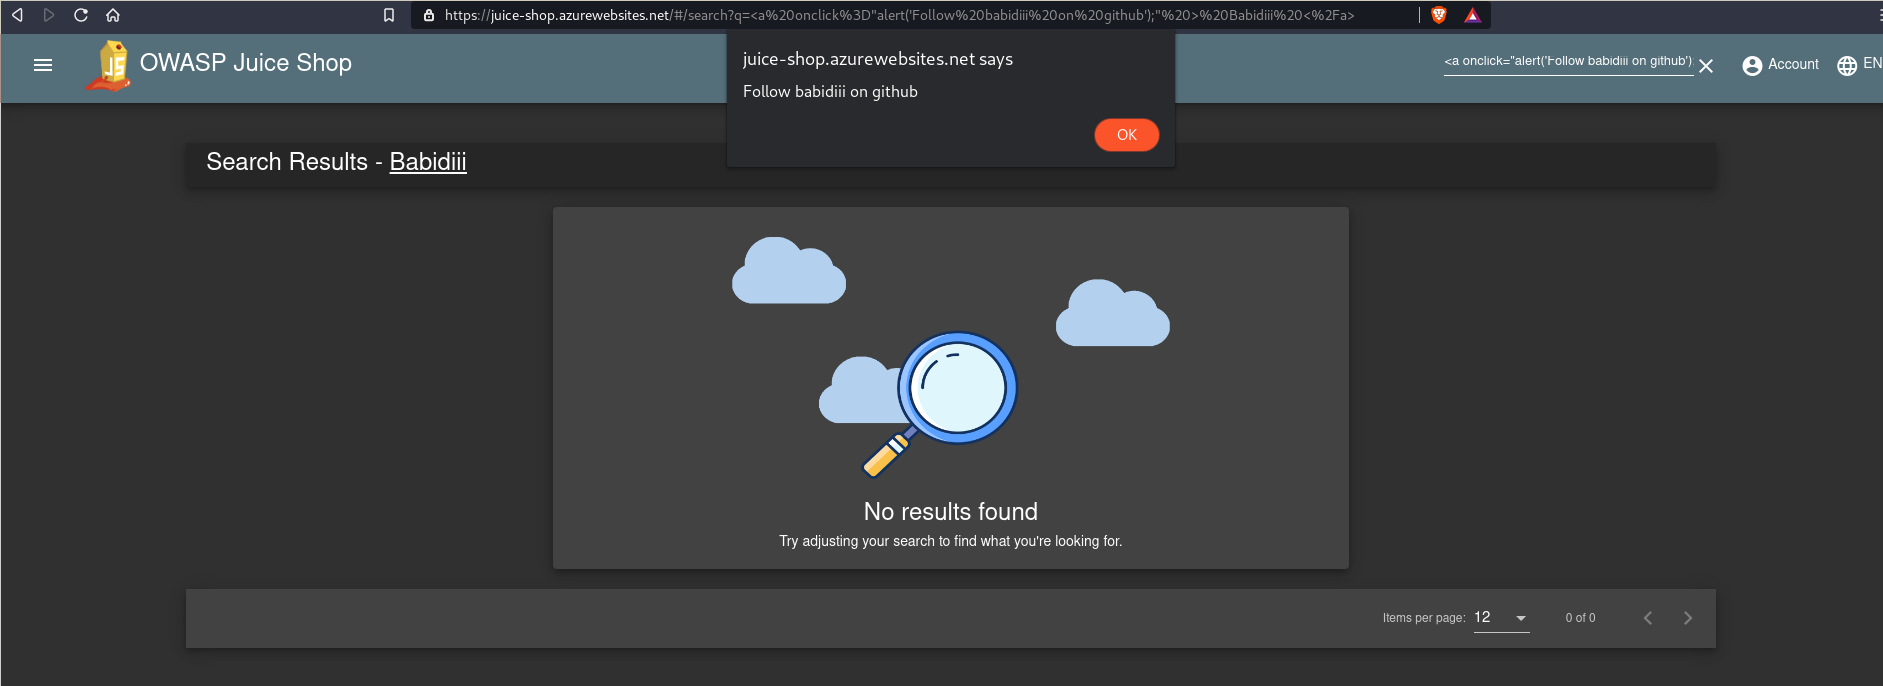 https://juice-shop.azurewebsites.net/#/search?q=<a%20onclick%3D"alert('Follow%20babidiii%20on%20github');"%20>%20Babidiii%20<%2Fa>
juice-shop.azurewebsites.net says
Follow babidiii on github
OK
JS
OWASP Juice Shop
<a onclick="alert('Follow babidiii on github')
Account
EN
Search Results - Babidiii
No results found
Try adjusting your search to find what you're looking for.
Items per page: 12 0 of 0